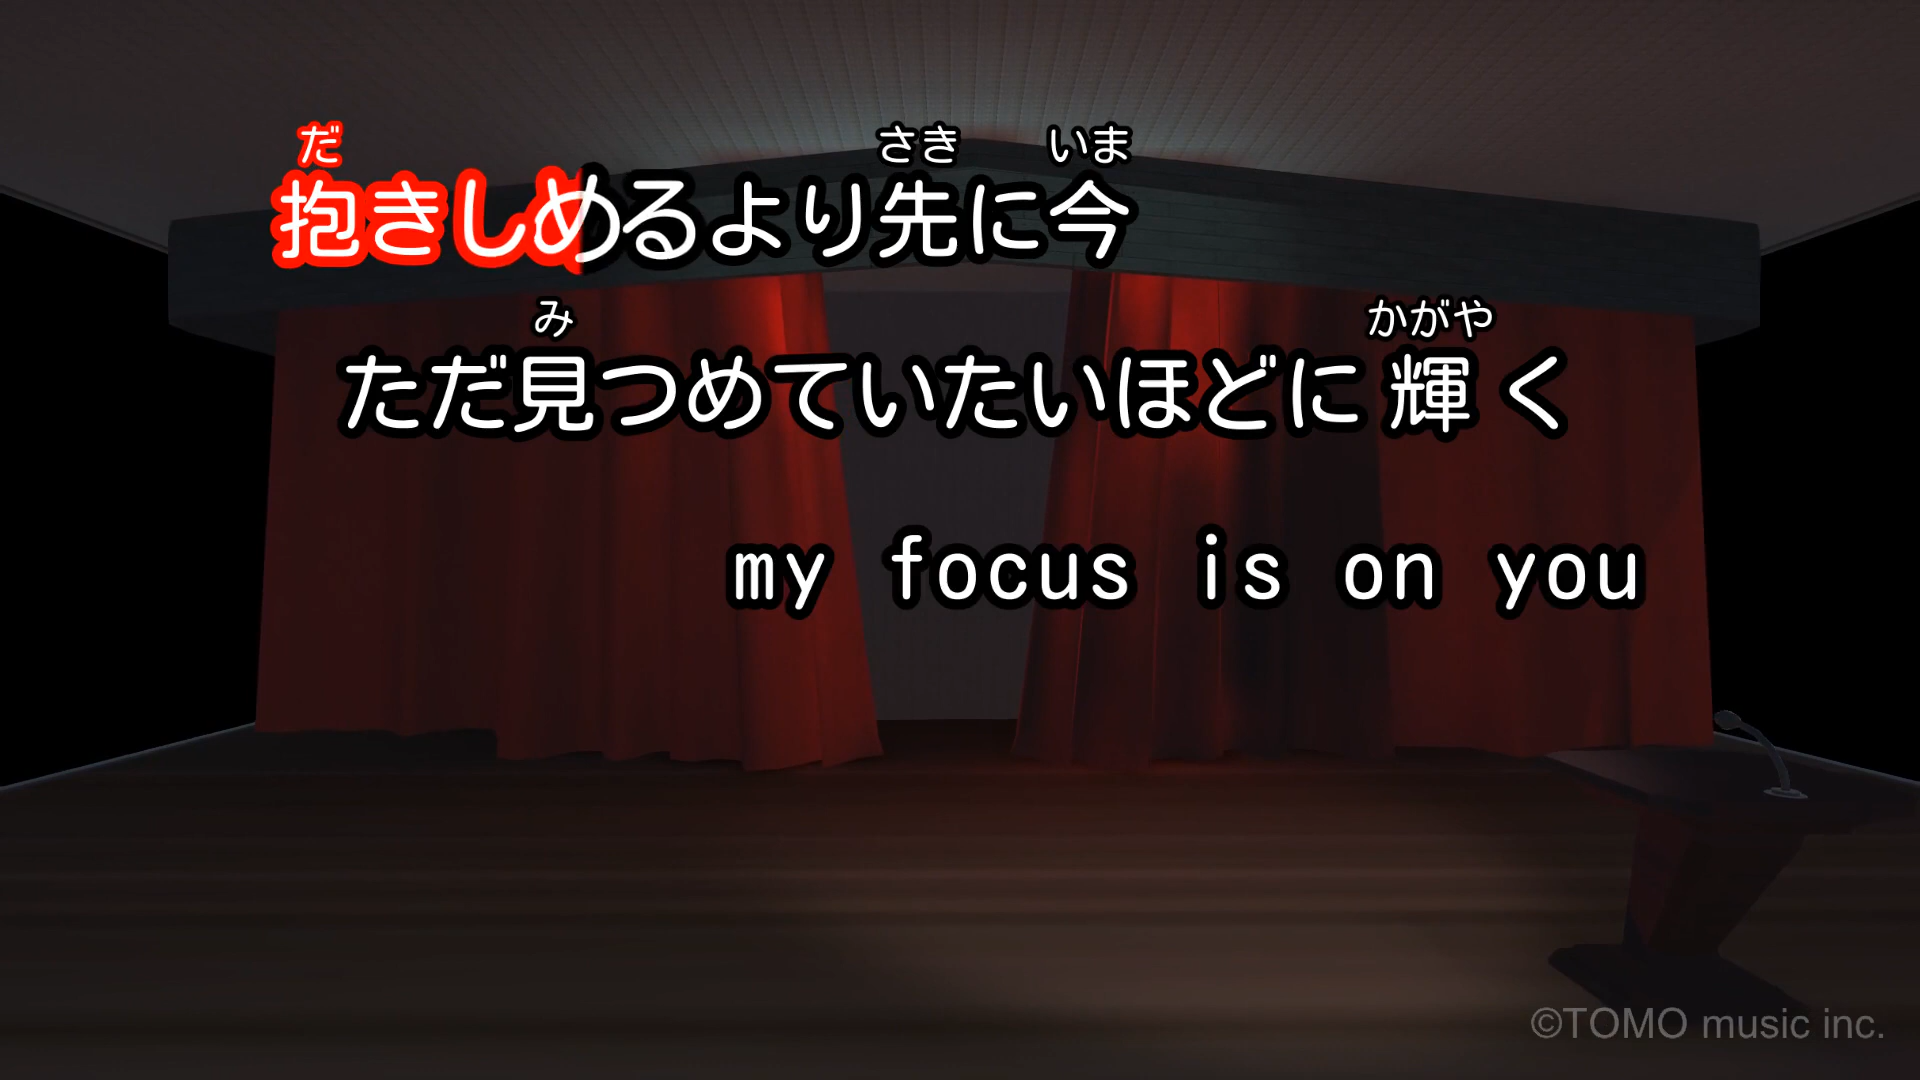 だ さき いま
抱きしめるより先に今
み かがや
ただ見つめていたいほどに輝く
my focus is on you
©TOMO music inc.